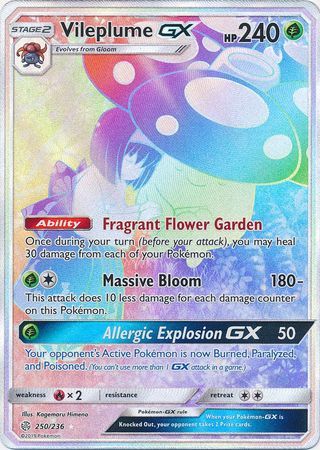 STAGE 2 Vileplume GX HP 240
Evolves from Gloom
Ability Fragrant Flower Garden
Once during your turn (before your attack), you may heal
30 damage from each of your Pokémon.
Massive Bloom 180-
This attack does 10 less damage for each damage counter
on this Pokémon.
Allergic Explosion GX 50
Your opponent's Active Pokémon is now Burned, Paralyzed,
and Poisoned. (You can't use more than 1 GX attack in a game.)
weakness × 2 resistance retreat
Illus. Kagemaru Himeno
Pokémon-GX rule
When your Pokémon-GX is
Knocked Out, your opponent takes 2 Prize cards.
250/236
©2019 Pokémon